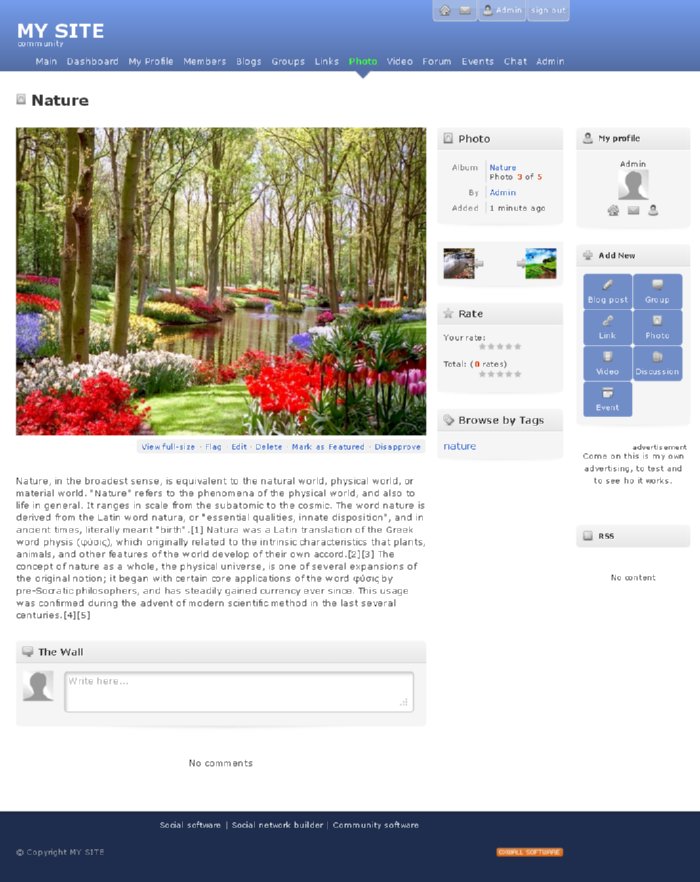 Admin
sign out
MY SITE
community
Main Dashboard My Profile Members Blogs Groups Links Photo Video Forum Events Chat Admin
Nature
View full-size · Flag · Edit · Delete · Mark as Featured · Disapprove
Nature, in the broadest sense, is equivalent to the natural world, physical world, or
material world. "Nature" refers to the phenomena of the physical world, and also to
life in general. It ranges in scale from the subatomic to the cosmic. The word nature is
derived from the Latin word natura, or "essential qualities, innate disposition", and in
ancient times, literally meant "birth".[1] Natura was a Latin translation of the Greek
word physis (φύσις), which originally related to the intrinsic characteristics that plants,
animals, and other features of the world develop of their own accord.[2][3] The
concept of nature as a whole, the physical universe, is one of several expansions of
the original notion; it began with certain core applications of the word φύσις by
pre-Socratic philosophers, and has steadily gained currency ever since. This usage
was confirmed during the advent of modern scientific method in the last several
centuries.[4][5]
The Wall
Write here...
No comments
Photo
Album Nature
Photo 3 of 5
By Admin
Added 1 minute ago
Rate
Your rate:
Total: (0 rates)
Browse by Tags
nature
My profile
Admin
Add New
Blog post Group
Link Photo
Video Discussion
Event
advertisement
Come on this is my own
advertising, to test and
to see ho it works.
RSS
No content
Social software | Social network builder | Community software
© Copyright MY SITE
OXWALL SOFTWARE